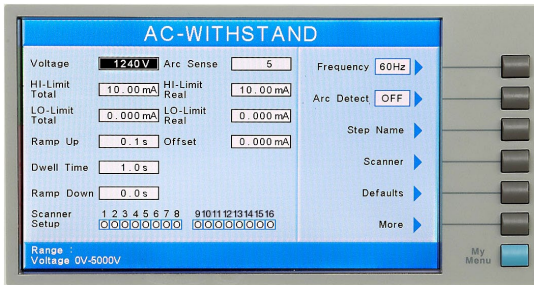 AC-WITHSTAND
Voltage 1240V Arc Sense 5
HI-Limit Total 10.00mA HI-Limit Real 10.00mA
LO-Limit Total 0.000mA LO-Limit Real 0.000mA
Ramp Up 0.1s Offset 0.000mA
Dwell Time 1.0s
Ramp Down 0.0s
Scanner Setup 1 2 3 4 5 6 7 8 9 10 11 12 13 14 15 16
O O O O O O O O O O O O O O O O
Range :
Voltage 0V-5000V
Frequency 60Hz
Arc Detect OFF
Step Name
Scanner
Defaults
More
My Menu